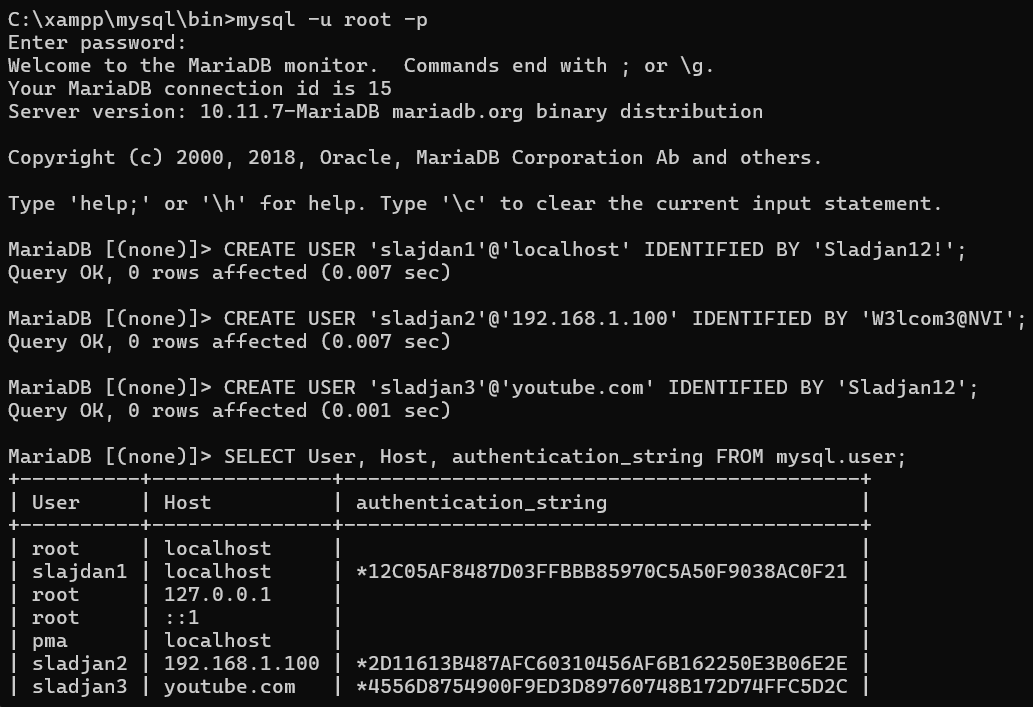 C:\xampp\mysql\bin>mysql -u root -p
Enter password:
Welcome to the MariaDB monitor.  Commands end with ; or \g.
Your MariaDB connection id is 15
Server version: 10.11.7-MariaDB mariadb.org binary distribution
Copyright (c) 2000, 2018, Oracle, MariaDB Corporation Ab and others.
Type 'help;' or '\h' for help. Type '\c' to clear the current input statement.
MariaDB [(none)]> CREATE USER 'slajdan1'@'localhost' IDENTIFIED BY 'Sladjan12!';
Query OK, 0 rows affected (0.007 sec)
MariaDB [(none)]> CREATE USER 'sladjan2'@'192.168.1.100' IDENTIFIED BY 'W3lcom3@NVI';
Query OK, 0 rows affected (0.007 sec)
MariaDB [(none)]> CREATE USER 'sladjan3'@'youtube.com' IDENTIFIED BY 'Sladjan12';
Query OK, 0 rows affected (0.001 sec)
MariaDB [(none)]> SELECT User, Host, authentication_string FROM mysql.user;
+----------+---------------+-------------------------------------------+
| User     | Host          | authentication_string                     |
+----------+---------------+-------------------------------------------+
| root     | localhost     |                                           |
| slajdan1 | localhost     | *12C05AF8487D03FFBBB85970C5A50F9038AC0F21 |
| root     | 127.0.0.1     |                                           |
| root     | ::1           |                                           |
| pma      | localhost     |                                           |
| sladjan2 | 192.168.1.100 | *2D11613B487AFC60310456AF6B162250E3B06E2E |
| sladjan3 | youtube.com   | *4556D8754900F9ED3D89760748B172D74FFC5D2C |